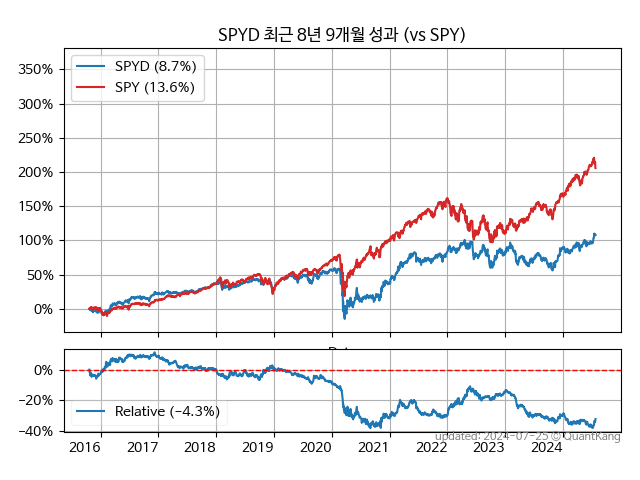 SPYD 최근 8년 9개월 성과 (vs SPY)
350%
300%
250%
200%
150%
100%
50%
0%
SPYD (8.7%)
SPY (13.6%)
0%
−20%
−40%
Relative (−4.3%)
2016 2017 2018 2019 2020 2021 2022 2023 2024
updated: 2024-07-25 © QuantKang